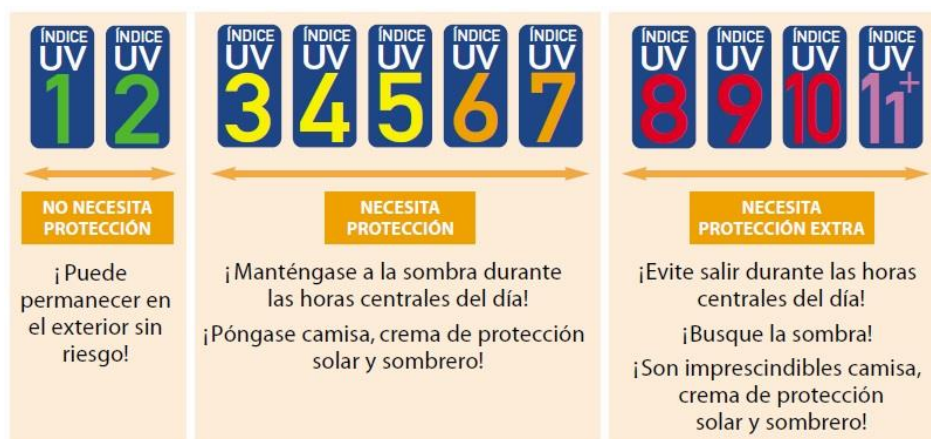 ÍNDICE
UV
1
ÍNDICE
UV
2
NO NECESITA
PROTECCIÓN
¡Puede
permanecer en
el exterior sin
riesgo!
ÍNDICE
UV
3
ÍNDICE
UV
4
ÍNDICE
UV
5
ÍNDICE
UV
6
ÍNDICE
UV
7
NECESITA
PROTECCIÓN
¡Manténgase a la sombra durante
las horas centrales del día!
¡Póngase camisa, crema de protección
solar y sombrero!
ÍNDICE
UV
8
ÍNDICE
UV
9
ÍNDICE
UV
10
ÍNDICE
UV
11+
NECESITA
PROTECCIÓN EXTRA
¡Evite salir durante las horas
centrales del día!
¡Busque la sombra!
¡Son imprescindibles camisa,
crema de protección
solar y sombrero!